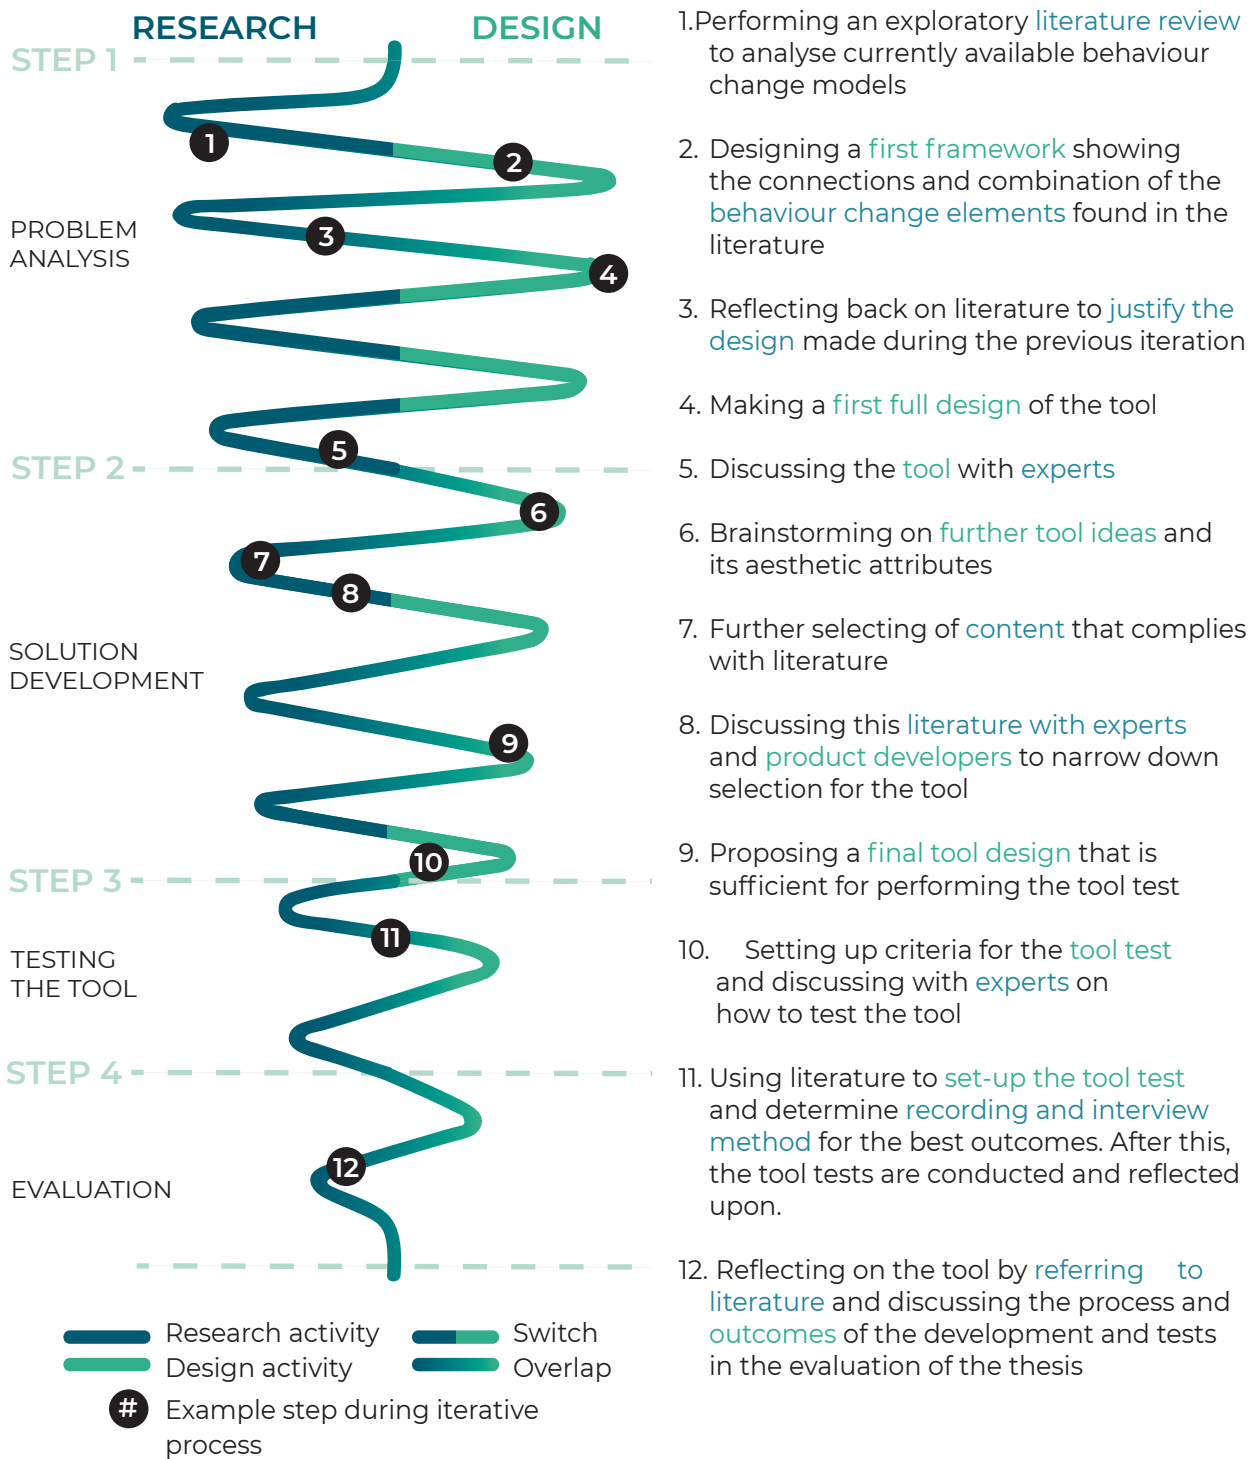 RESEARCH
DESIGN
STEP 1
1
2
PROBLEM
ANALYSIS
3
4
5
STEP 2
6
7
8
SOLUTION
DEVELOPMENT
9
10
STEP 3
11
TESTING
THE TOOL
STEP 4
12
EVALUATION
Research activity
Switch
Design activity
Overlap
#
Example step during iterative
process
1.Performing an exploratory literature review
to analyse currently available behaviour
change models
2. Designing a first framework showing
the connections and combination of the
behaviour change elements found in the
literature
3. Reflecting back on literature to justify the
design made during the previous iteration
4. Making a first full design of the tool
5. Discussing the tool with experts
6. Brainstorming on further tool ideas and
its aesthetic attributes
7. Further selecting of content that complies
with literature
8. Discussing this literature with experts
and product developers to narrow down
selection for the tool
9. Proposing a final tool design that is
sufficient for performing the tool test
10. Setting up criteria for the tool test
and discussing with experts on
how to test the tool
11. Using literature to set-up the tool test
and determine recording and interview
method for the best outcomes. After this,
the tool tests are conducted and reflected
upon.
12. Reflecting on the tool by referring to
literature and discussing the process and
outcomes of the development and tests
in the evaluation of the thesis